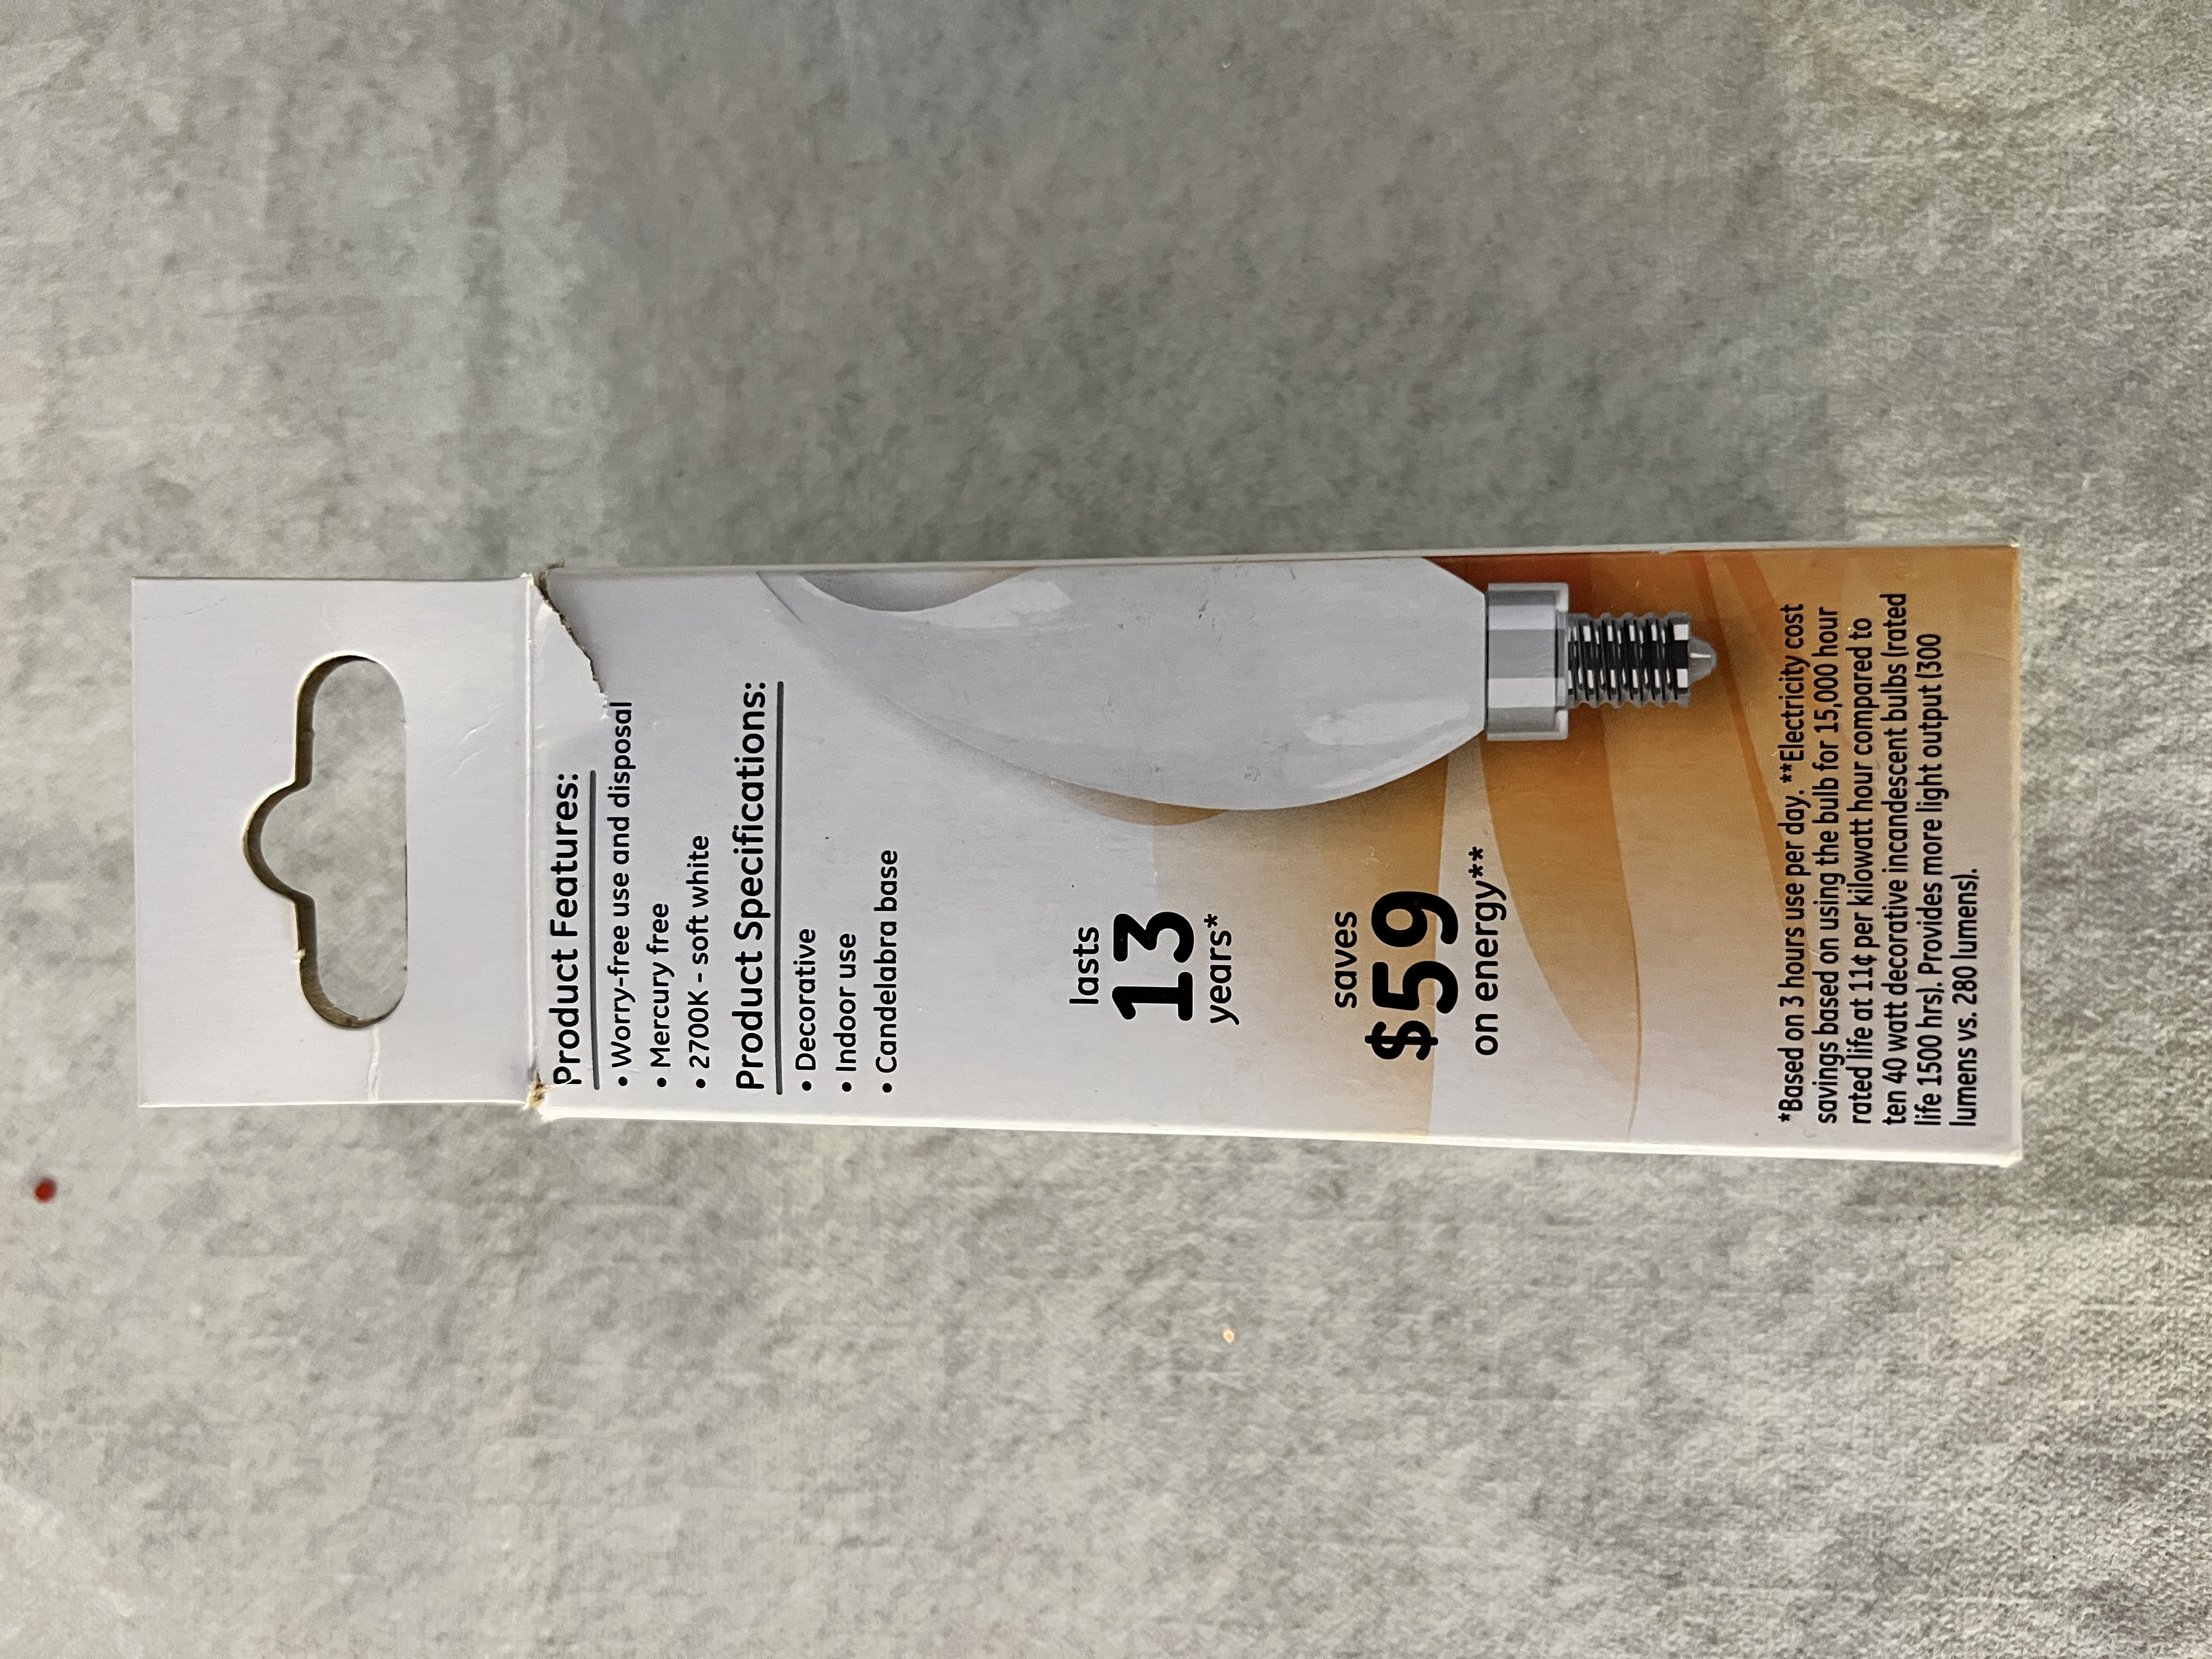 Product Features:
• Worry-free use and disposal
• Mercury free
• 2700K - soft white
Product Specifications:
• Decorative
• Indoor use
• Candelabra base
lasts
13
years*
saves
$59
on energy**
*Based on 3 hours use per day. **Electricity cost
savings based on using the bulb for 15,000 hour
rated life at 11¢ per kilowatt hour compared to
ten 40 watt decorative incandescent bulbs (rated
life 1500 hrs). Provides more light output (300
lumens vs. 280 lumens).